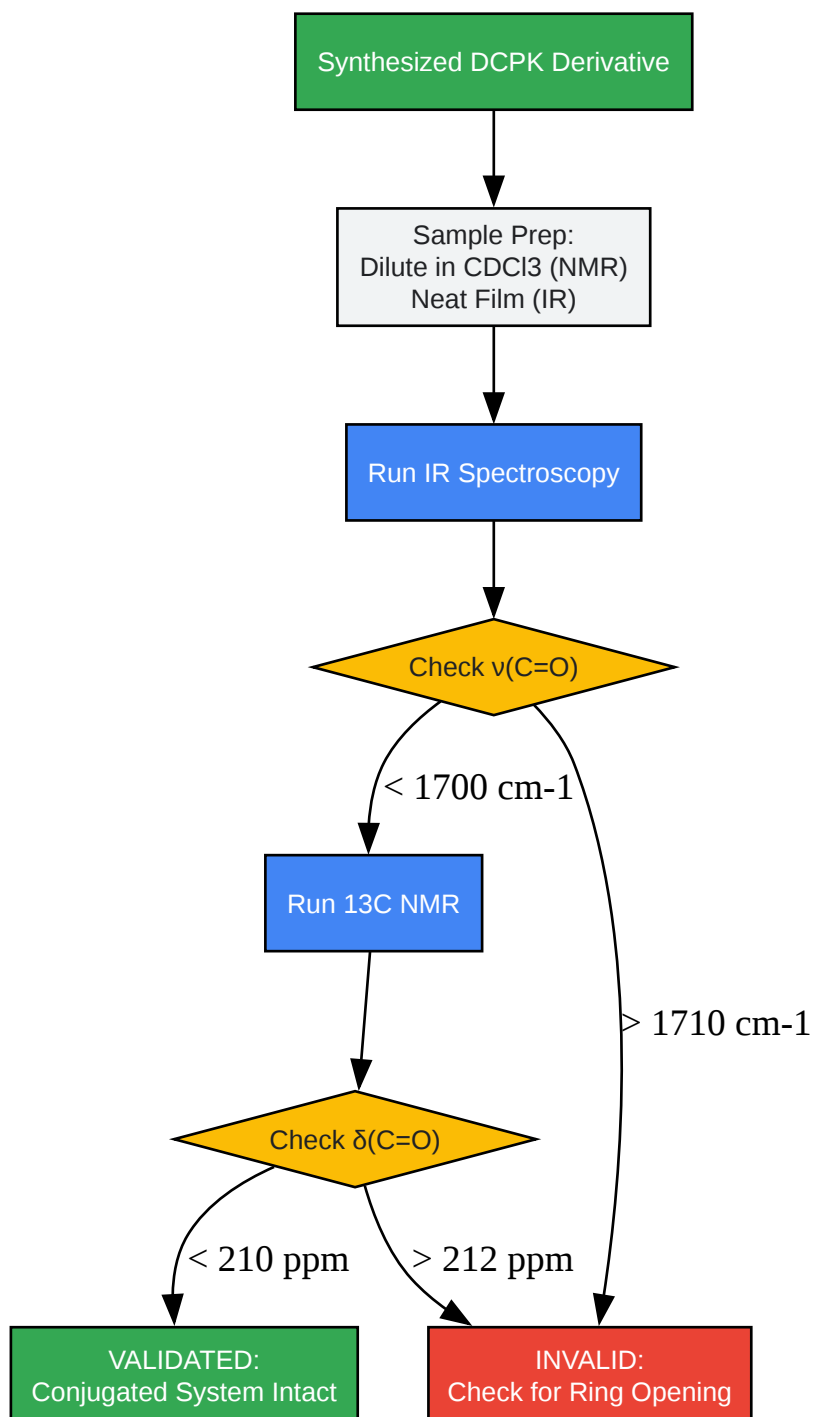 Synthesized DCPK Derivative
Sample Prep:
Dilute in CDCl3 (NMR)
Neat Film (IR)
Run IR Spectroscopy
Check ν(C=O)
< 1700 cm-1
Run 13C NMR
> 1710 cm-1
Check δ(C=O)
< 210 ppm
> 212 ppm
VALIDATED:
Conjugated System Intact
INVALID:
Check for Ring Opening